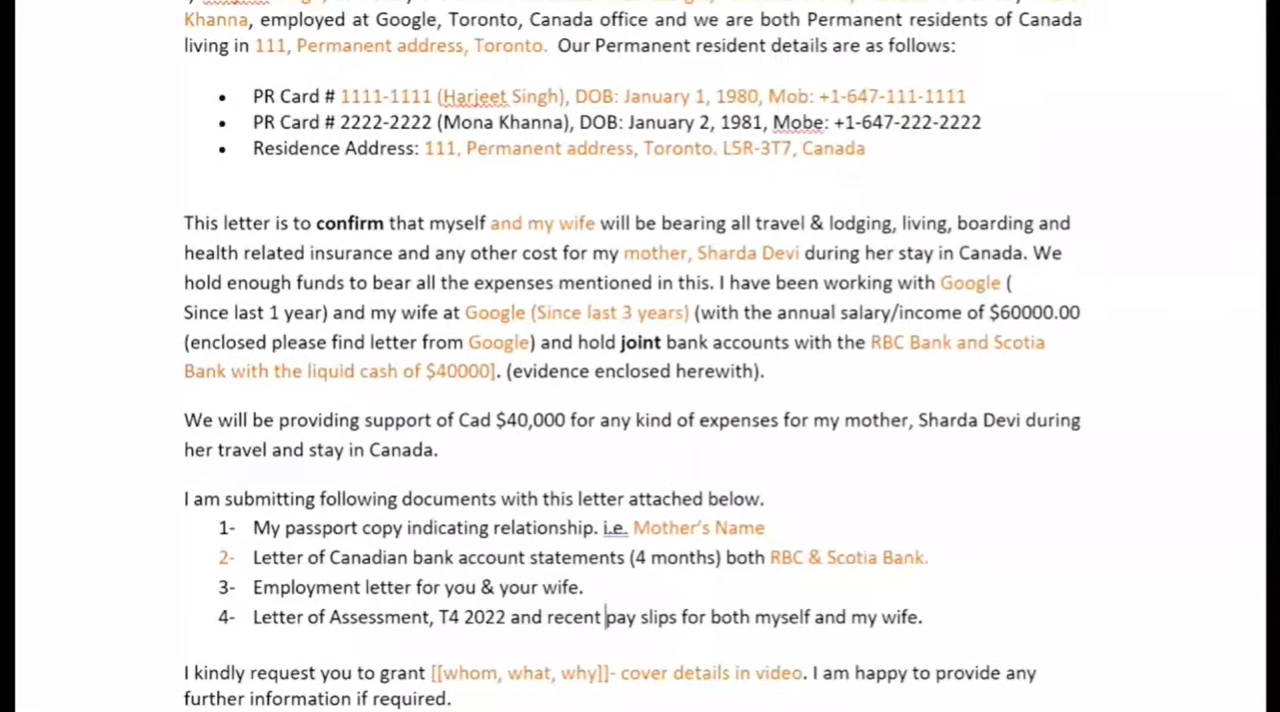 Khanna, employed at Google, Toronto, Canada office and we are both Permanent residents of Canada
living in 111, Permanent address, Toronto. Our Permanent resident details are as follows:
• PR Card # 1111-1111 (Harjeet Singh), DOB: January 1, 1980, Mob: +1-647-111-1111
• PR Card # 2222-2222 (Mona Khanna), DOB: January 2, 1981, Mobe: +1-647-222-2222
• Residence Address: 111, Permanent address, Toronto. L5R-3T7, Canada
This letter is to confirm that myself and my wife will be bearing all travel & lodging, living, boarding and
health related insurance and any other cost for my mother, Sharda Devi during her stay in Canada. We
hold enough funds to bear all the expenses mentioned in this. I have been working with Google (
Since last 1 year) and my wife at Google (Since last 3 years) (with the annual salary/income of $60000.00
(enclosed please find letter from Google) and hold joint bank accounts with the RBC Bank and Scotia
Bank with the liquid cash of $40000]. (evidence enclosed herewith).
We will be providing support of Cad $40,000 for any kind of expenses for my mother, Sharda Devi during
her travel and stay in Canada.
I am submitting following documents with this letter attached below.
1- My passport copy indicating relationship. i.e. Mother's Name
2- Letter of Canadian bank account statements (4 months) both RBC & Scotia Bank.
3- Employment letter for you & your wife.
4- Letter of Assessment, T4 2022 and recent pay slips for both myself and my wife.
I kindly request you to grant [[whom, what, why]]- cover details in video. I am happy to provide any
further information if required.